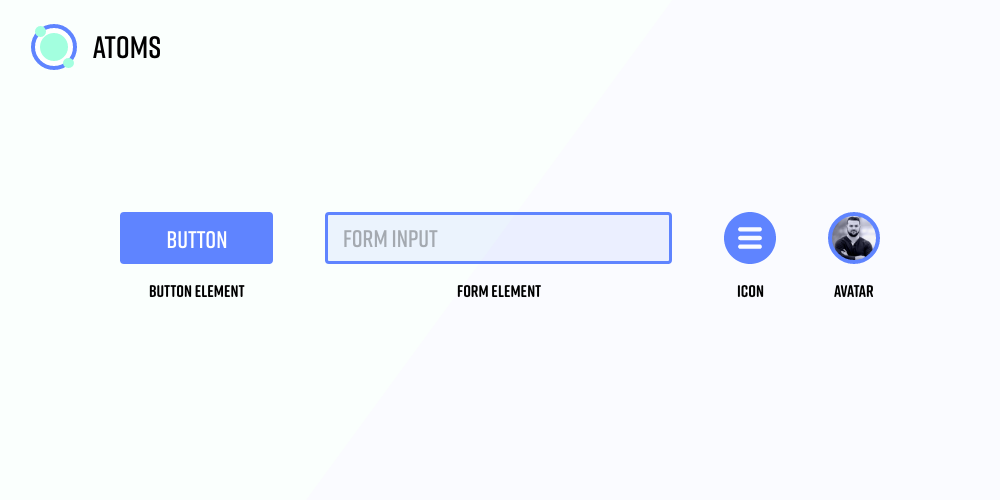 ATOMS
BUTTON
FORM INPUT
BUTTON ELEMENT
FORM ELEMENT
ICON
AVATAR